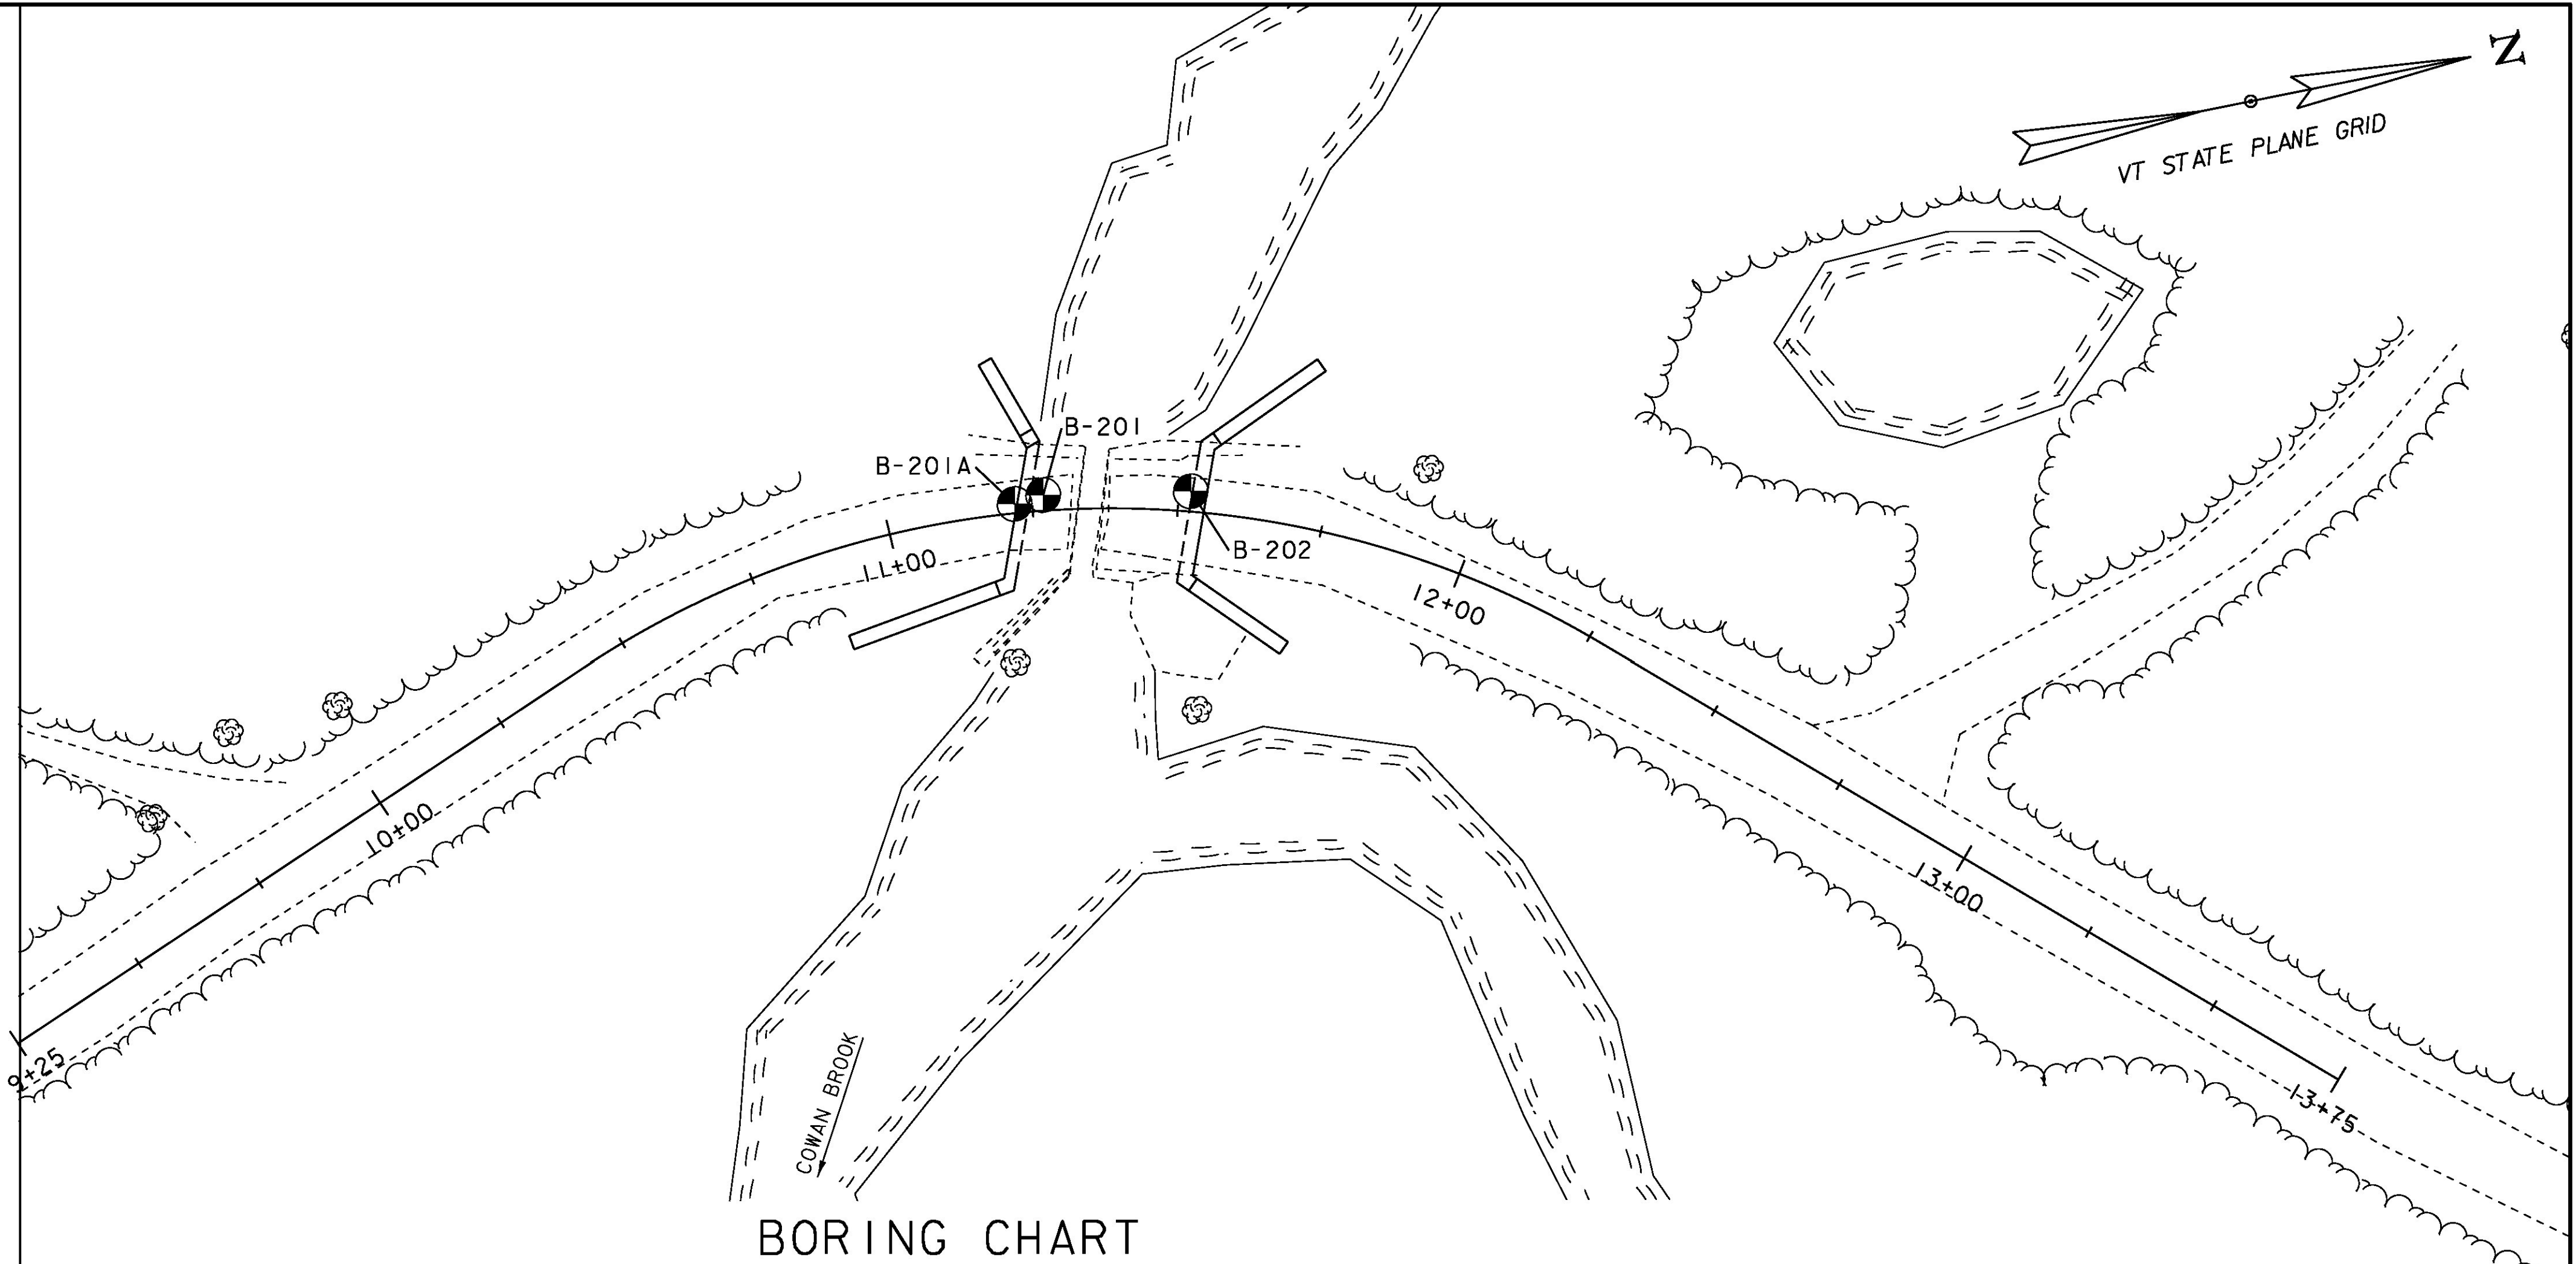 Z
VT STATE PLANE GRID
B-201
B-201A
B-202
11+00
12+00
10+00
13+00
9+25
13+75
COWAN BROOK
BORING CHART